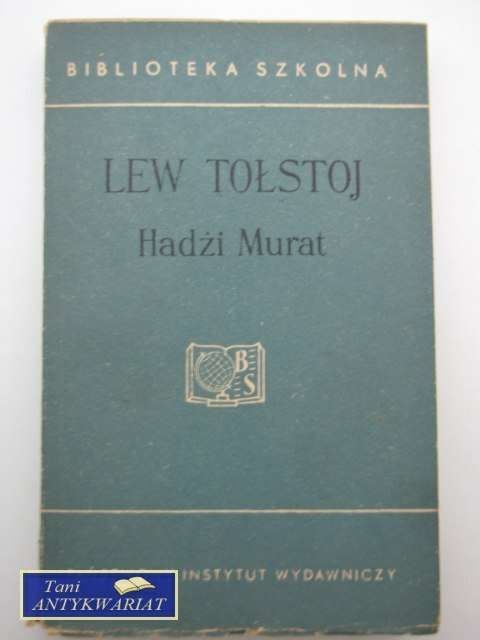 BIBLIOTEKA SZKOLNA
LEW TOŁSTOJ
Hadżi Murat
B
S
INSTYTUT WYDAWNICZY
Tani
ANTYKWARIAT